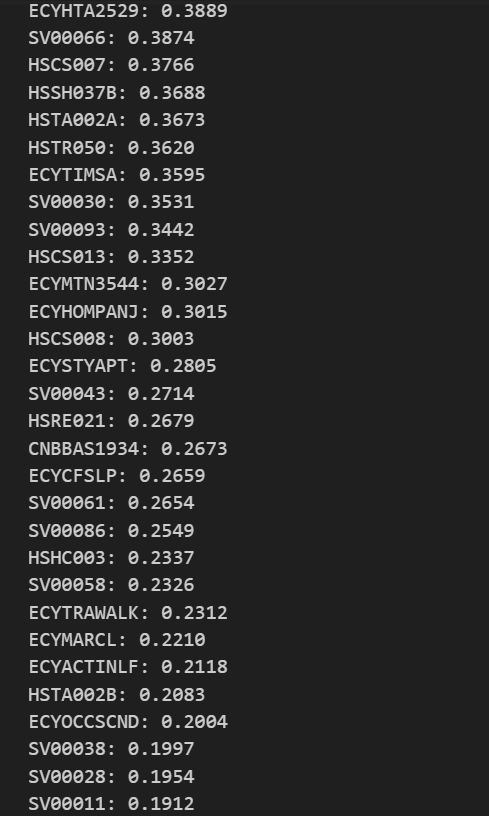 ECYHTA2529: 0.3889
SV00066: 0.3874
HSCS007: 0.3766
HSSH037B: 0.3688
HSTA002A: 0.3673
HSTR050: 0.3620
ECYTIMSA: 0.3595
SV00030: 0.3531
SV00093: 0.3442
HSCS013: 0.3352
ECYMTN3544: 0.3027
ECYHOMPANJ: 0.3015
HSCS008: 0.3003
ECYSTYAPT: 0.2805
SV00043: 0.2714
HSRE021: 0.2679
CNBBAS1934: 0.2673
ECYCFSLP: 0.2659
SV00061: 0.2654
SV00086: 0.2549
HSHC003: 0.2337
SV00058: 0.2326
ECYTRAWALK: 0.2312
ECYMARCL: 0.2210
ECYACTINLF: 0.2118
HSTA002B: 0.2083
ECYOCCSCND: 0.2004
SV00038: 0.1997
SV00028: 0.1954
SV00011: 0.1912